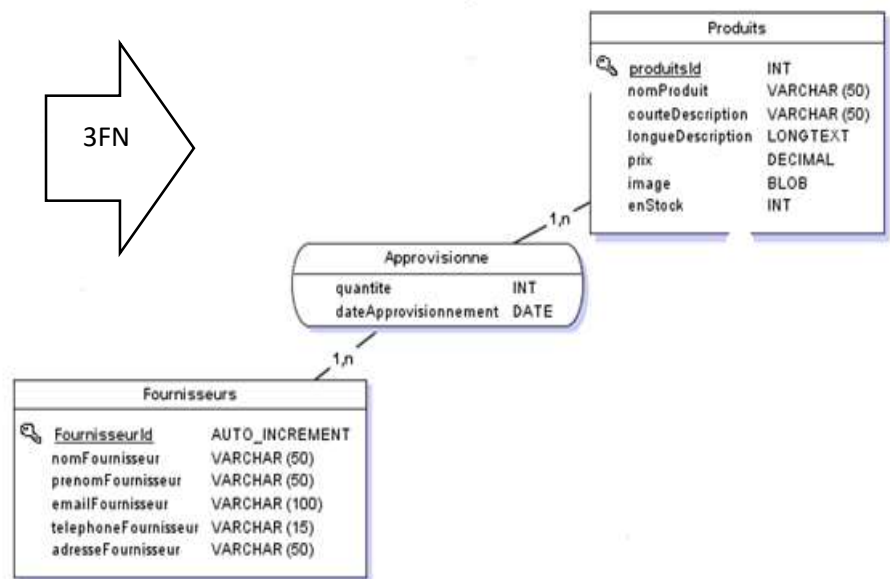 Produits
produitsId INT
nomProduit VARCHAR (50)
courteDescription VARCHAR (50)
longueDescription LONGTEXT
prix DECIMAL
image BLOB
enStock INT
3FN
1,n
Approvisionne
quantite INT
dateApprovisionnement DATE
1,n
Fournisseurs
FournisseurId AUTO_INCREMENT
nomFournisseur VARCHAR (50)
prenomFournisseur VARCHAR (50)
emailFournisseur VARCHAR (100)
telephoneFournisseur VARCHAR (15)
adresseFournisseur VARCHAR (50)